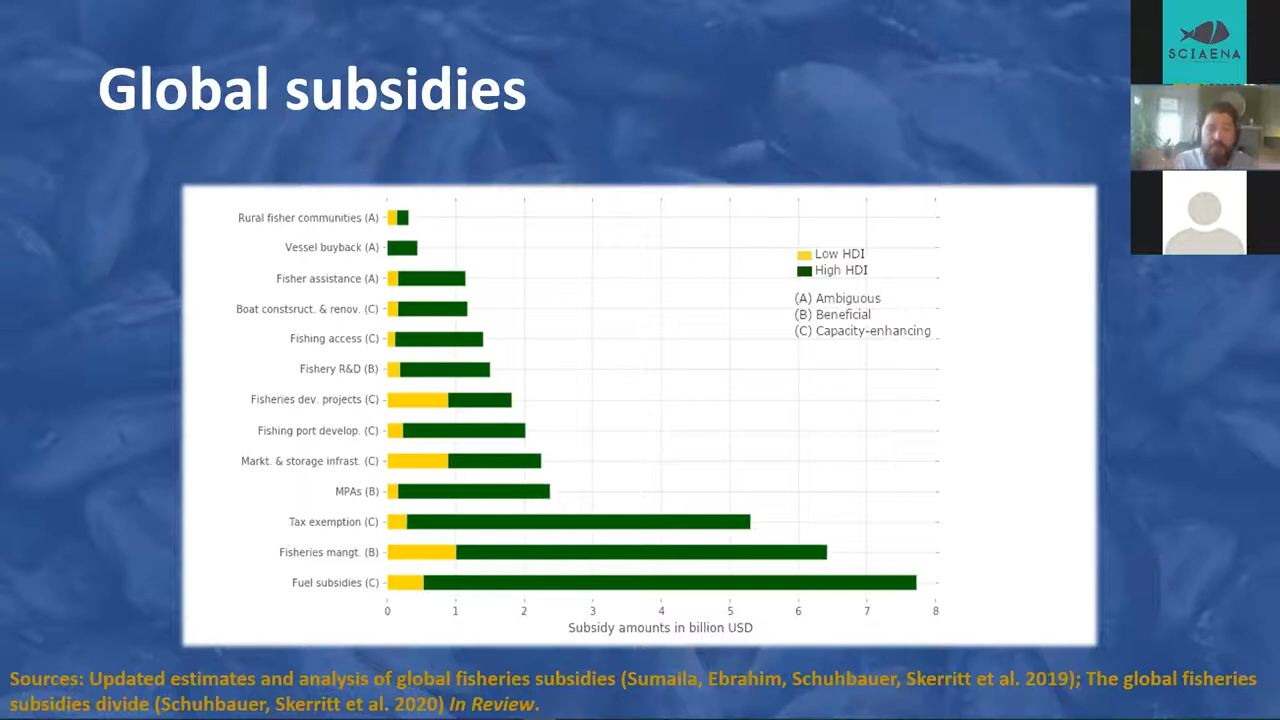 Global subsidies
SCIAENA
Rural fisher communities (A)
Vessel buyback (A)
Fisher assistance (A)
Boat constsruct. & renov. (C)
Fishing access (C)
Fishery R&D (B)
Fisheries dev. projects (C)
Fishing port develop. (C)
Markt. & storage infrast. (C)
MPAs (B)
Tax exemption (C)
Fisheries mangt. (B)
Fuel subsidies (C)
Low HDI
High HDI
(A) Ambiguous
(B) Beneficial
(C) Capacity-enhancing
0 1 2 3 4 5 6 7 8
Subsidy amounts in billion USD
Sources: Updated estimates and analysis of global fisheries subsidies (Sumaila, Ebrahim, Schuhbauer, Skerritt et al. 2019); The global fisheries
subsidies divide (Schuhbauer, Skerritt et al. 2020) In Review.